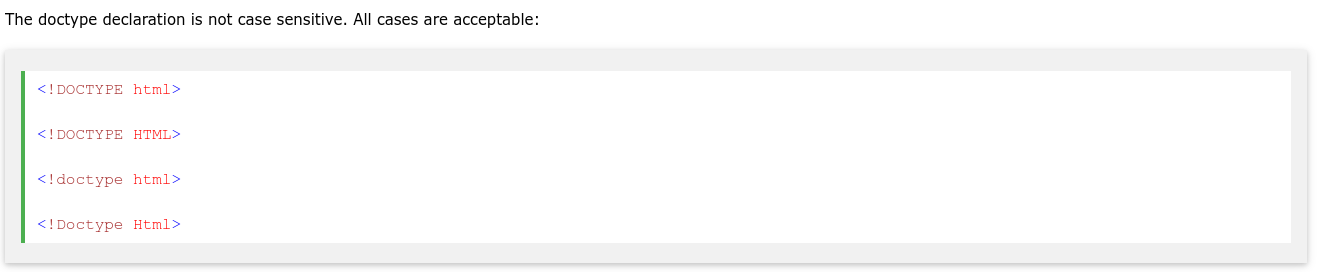 The doctype declaration is not case sensitive. All cases are acceptable:
<!DOCTYPE html>
<!DOCTYPE HTML>
<!doctype html>
<!Doctype Html>